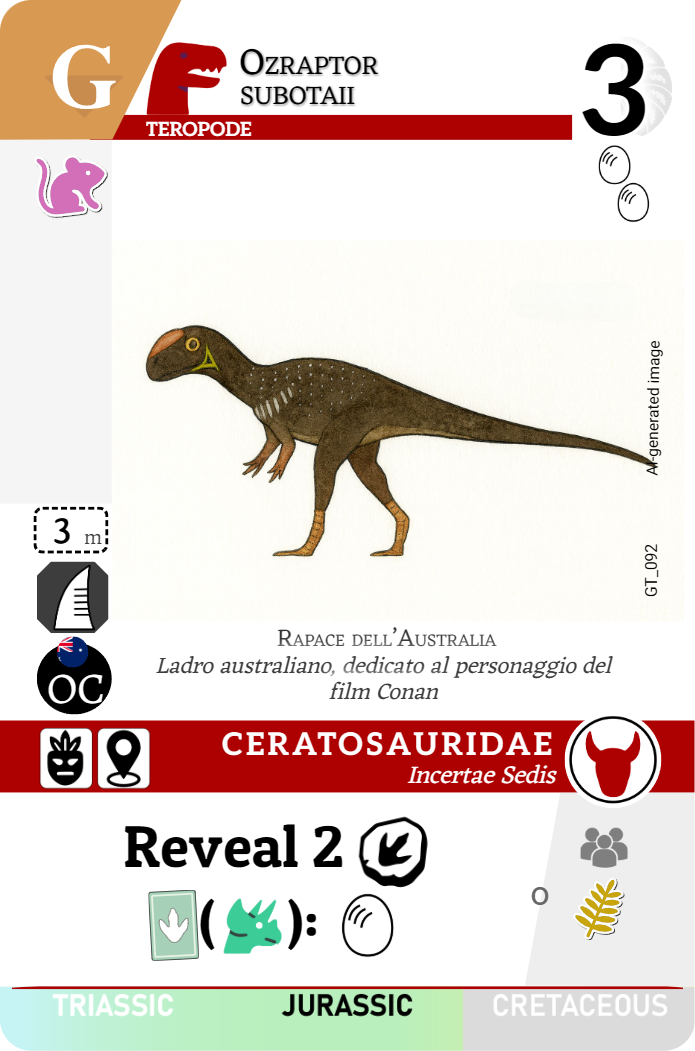 G
Ozraptor
subotaii
3
TEROPODE
AI-generated image
3 m
GT_092
OC
Rapace dell'Australia
Ladro australiano, dedicato al personaggio del
film Conan
CERATOSAURIDAE
Incertae Sedis
Reveal 2
( ):
O
TRIASSIC JURASSIC CRETACEOUS